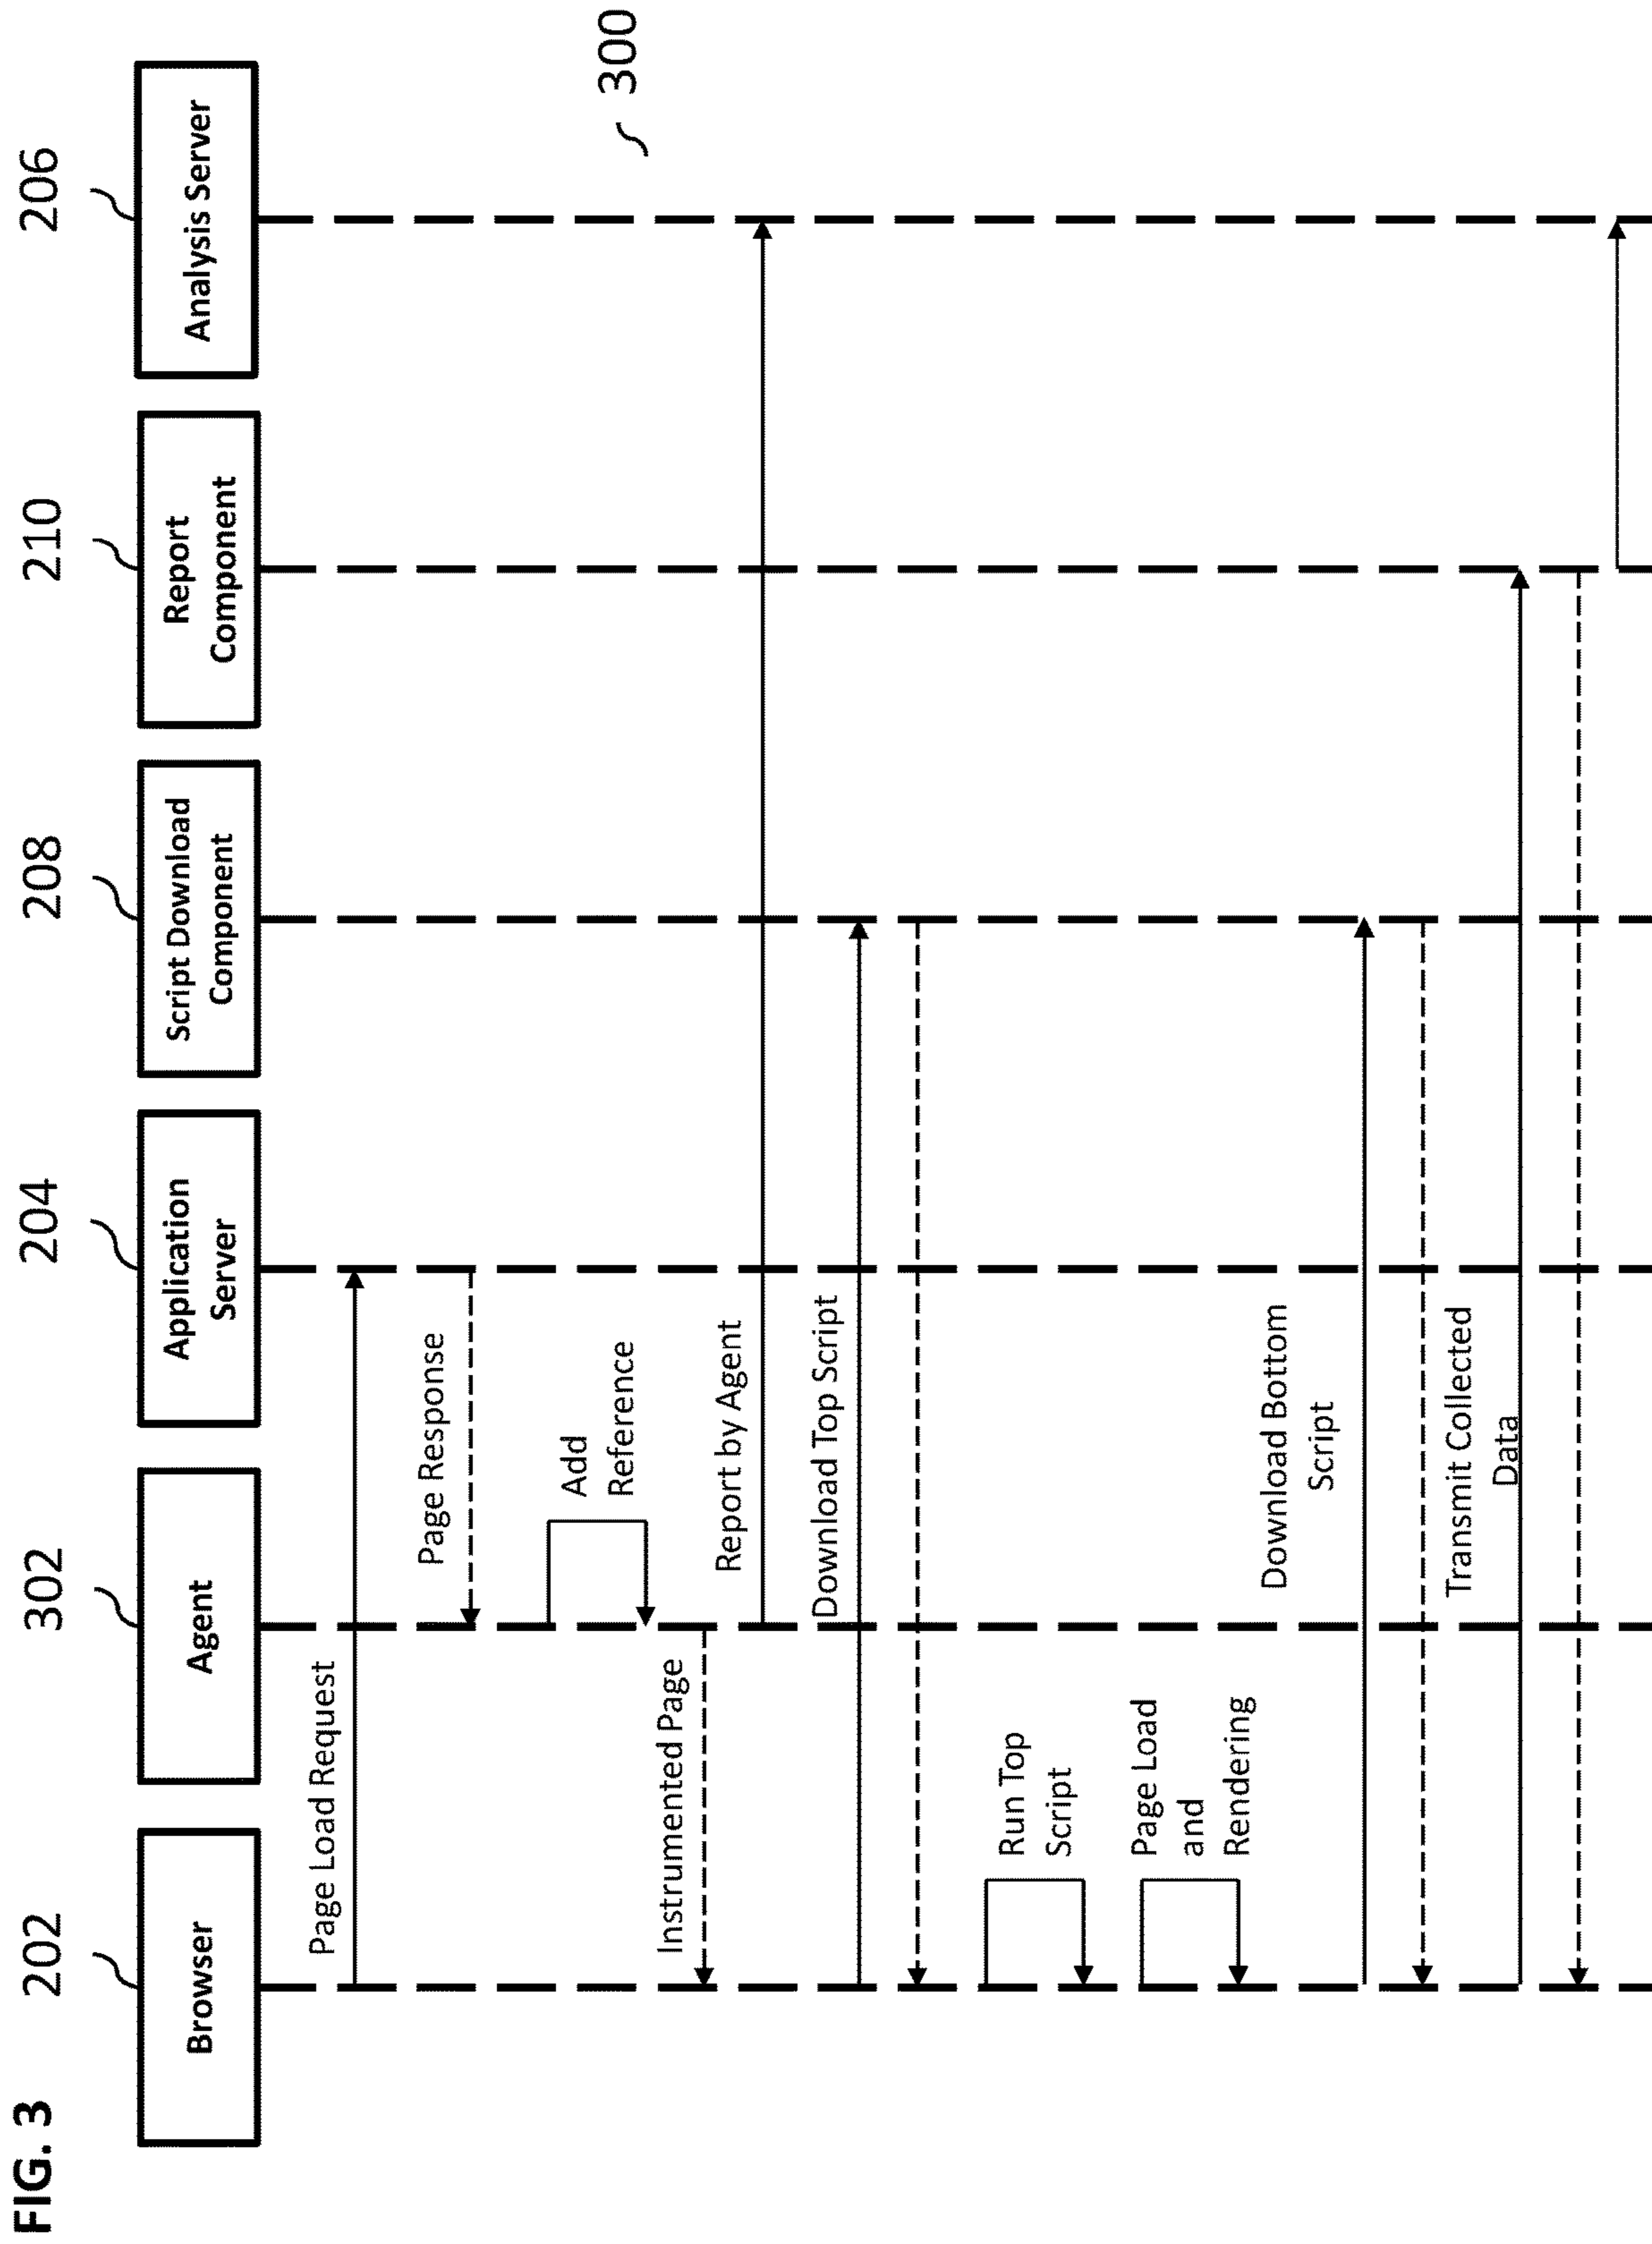 FIG. 3
202
302
204
208
210
206
Browser
Agent
Application
Server
Script Download
Component
Report
Component
Analysis Server
300
Page Load Request
Page Response
Add
Reference
Instrumented Page
Report by Agent
Download Top Script
Run Top
Script
Page Load
and
Rendering
Download Bottom
Script
Transmit Collected
Data